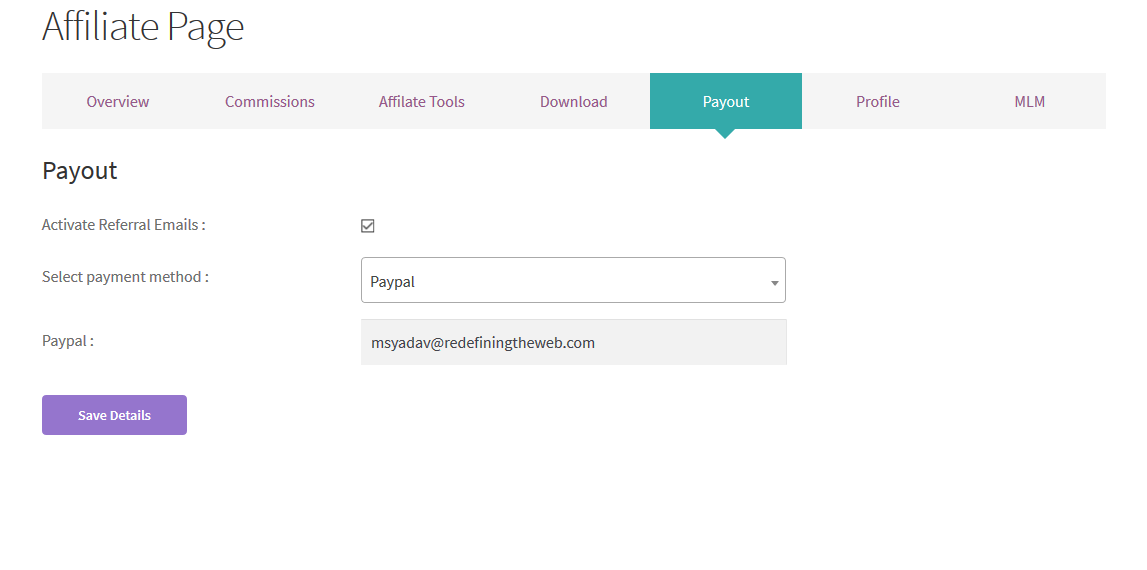 Affiliate Page
Overview Commissions Affilate Tools Download Payout Profile MLM
Payout
Activate Referral Emails :
Select payment method : Paypal
Paypal : msyadav@redefiningtheweb.com
Save Details